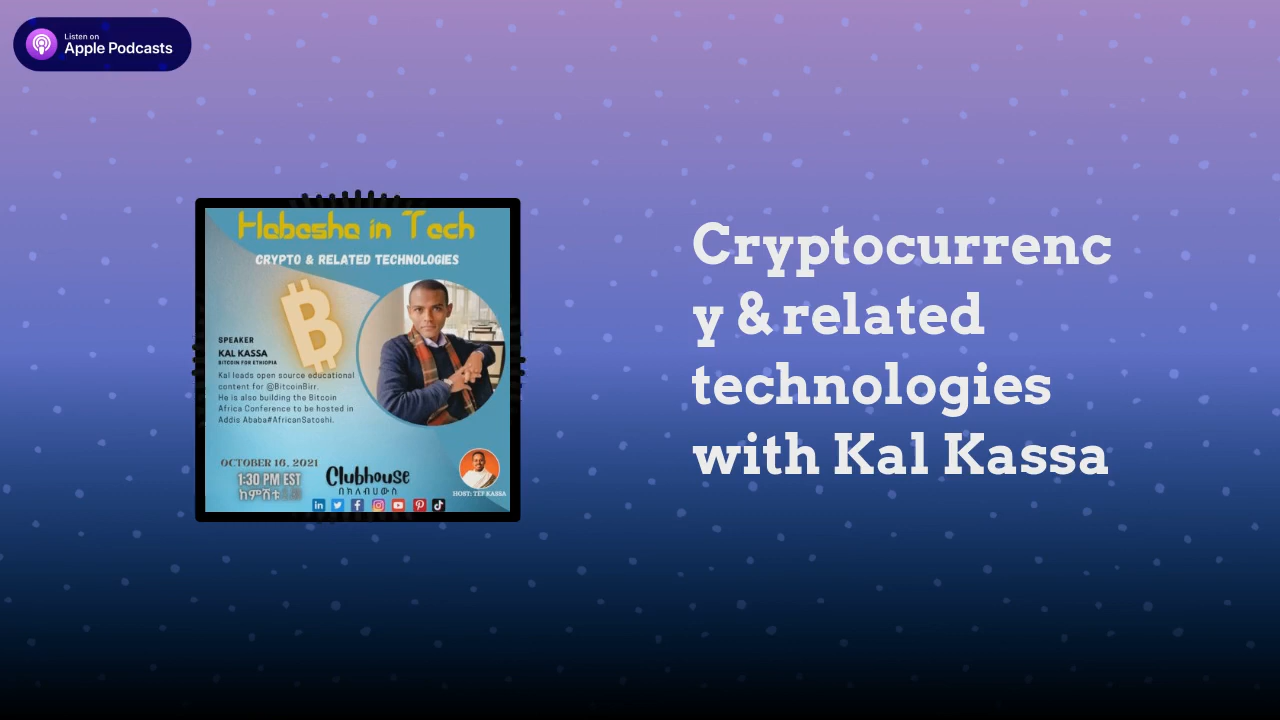 Listen on
Apple Podcasts
Habesha in Tech
CRYPTO & RELATED TECHNOLOGIES
SPEAKER
KAL KASSA
BITCOIN FOR ETHIOPIA
Kal leads open source educational
content for @BitcoinBirr.
He is also building the Bitcoin
Africa Conference to be hosted in
Addis Ababa#AfricanSatoshi.
OCTOBER 16, 2021
1:30 PM EST
ከምሽቱ
Clubhouse
በክለብሀውስ
HOST: TEF KASSA
Cryptocurrenc
y & related
technologies
with Kal Kassa